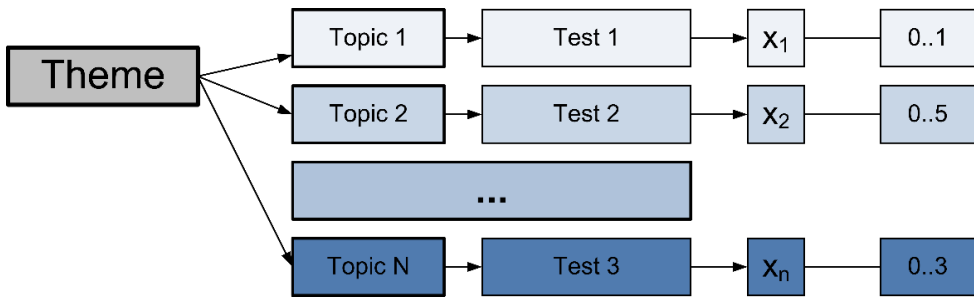 Theme
Topic 1 Test 1 x₁ 0..1
Topic 2 Test 2 x₂ 0..5
...
Topic N Test 3 xₙ 0..3